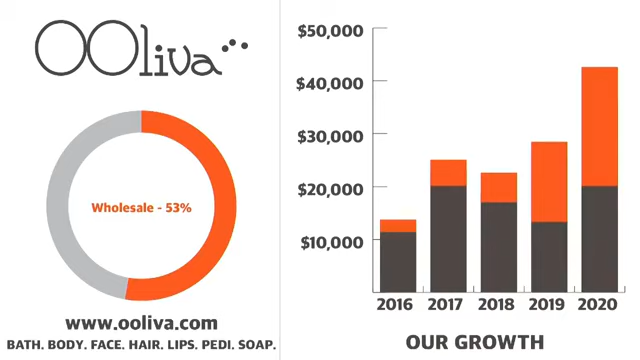 OOliva
Wholesale - 53%
www.ooliva.com
BATH. BODY. FACE. HAIR. LIPS. PEDI. SOAP.
$50,000
$40,000
$30,000
$20,000
$10,000
2016 2017 2018 2019 2020
OUR GROWTH